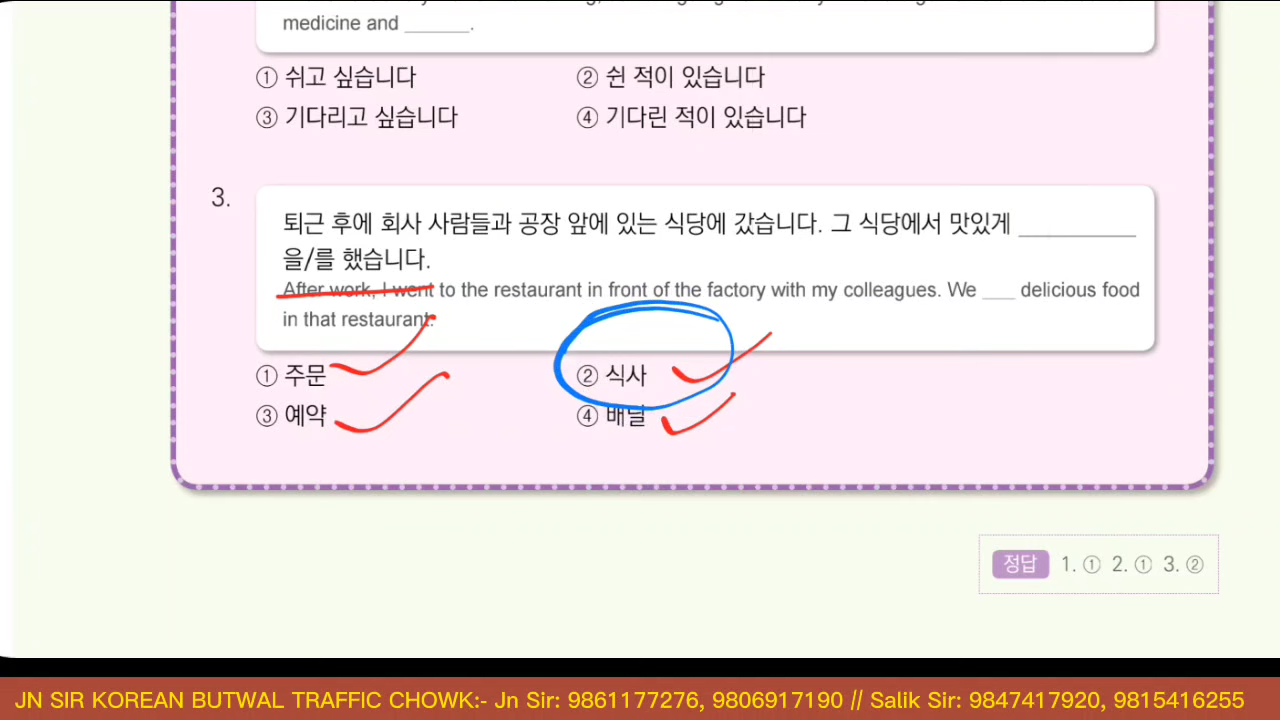 medicine and _______.
① 쉬고 싶습니다 ② 쉰 적이 있습니다
③ 기다리고 싶습니다 ④ 기다린 적이 있습니다
3.
퇴근 후에 회사 사람들과 공장 앞에 있는 식당에 갔습니다. 그 식당에서 맛있게 __________
을/를 했습니다.
After work, I went to the restaurant in front of the factory with my colleagues. We ___ delicious food
in that restaurant.
① 주문 ② 식사
③ 예약 ④ 배달
정답 1. ① 2. ① 3. ②
JN SIR KOREAN BUTWAL TRAFFIC CHOWK:- Jn Sir: 9861177276, 9806917190 // Salik Sir: 9847417920, 9815416255